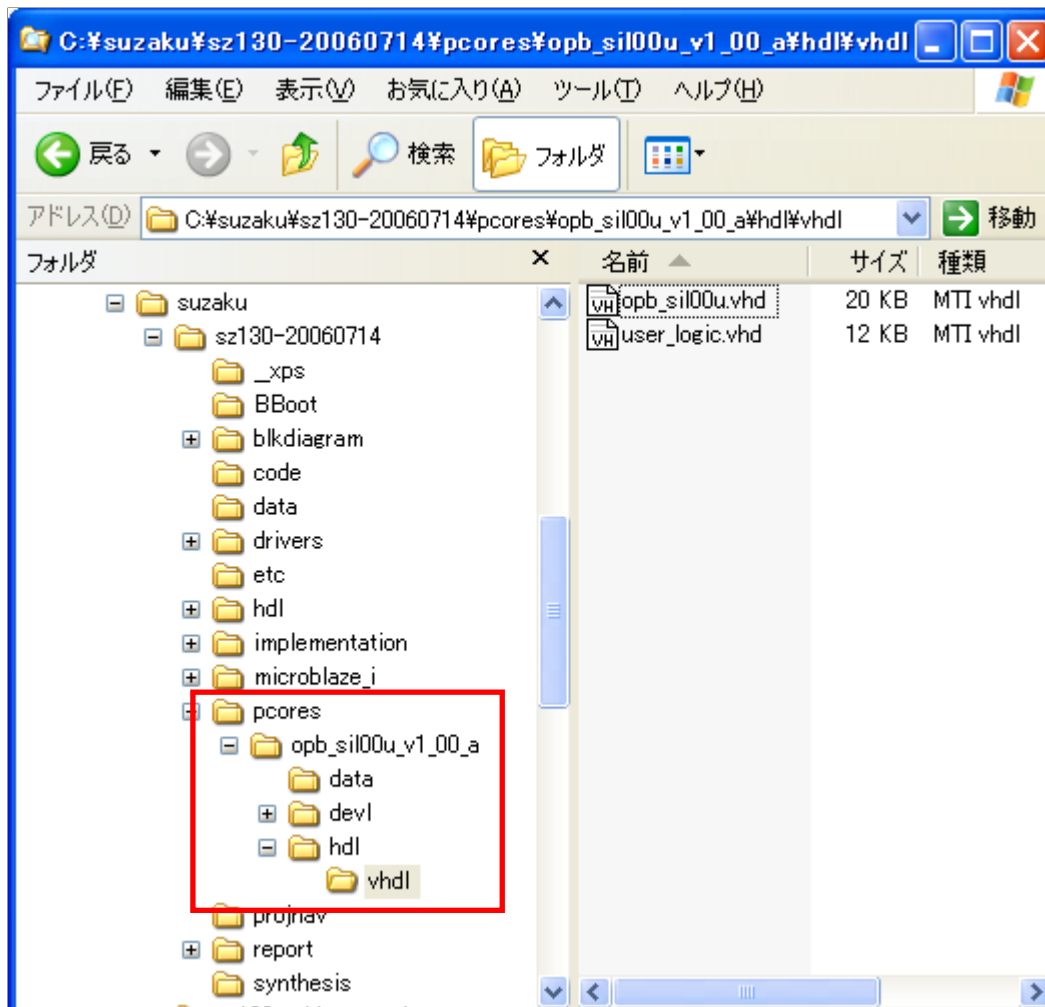 C:¥suzaku¥sz130-20060714¥pcores¥opb_sil00u_v1_00_a¥hdl¥vhdl
ファイル(F) 編集(E) 表示(V) お気に入り(A) ツール(T) ヘルプ(H)
戻る 検索 フォルダ
アドレス(D) C:¥suzaku¥sz130-20060714¥pcores¥opb_sil00u_v1_00_a¥hdl¥vhdl 移動
フォルダ × 名前 サイズ 種類
suzaku
sz130-20060714
_xps
BBoot
blkdiagram
code
data
drivers
etc
hdl
implementation
microblaze_i
pcores
opb_sil00u_v1_00_a
data
devl
hdl
vhdl
projnav
report
synthesis
opb_sil00u.vhd 20 KB MTI vhdl
user_logic.vhd 12 KB MTI vhdl